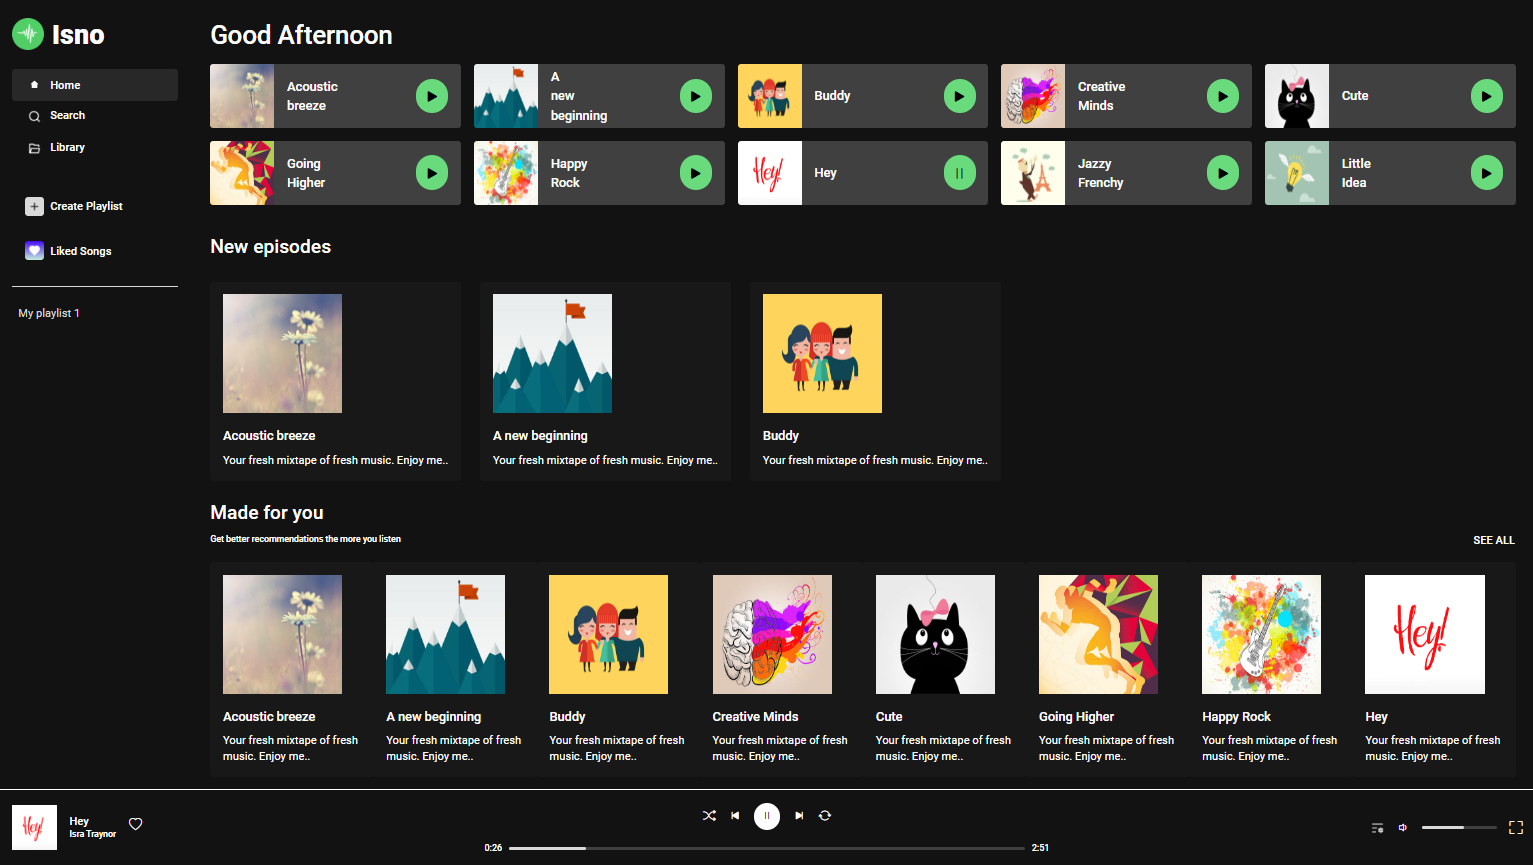 Isno
Home
Search
Library
Create Playlist
Liked Songs
My playlist 1
Good Afternoon
Acoustic
breeze
A
new
beginning
Buddy
Creative
Minds
Cute
Going
Higher
Happy
Rock
Hey!
Hey
Jazzy
Frenchy
Little
Idea
New episodes
Acoustic breeze
Your fresh mixtape of fresh music. Enjoy me..
A new beginning
Your fresh mixtape of fresh music. Enjoy me..
Buddy
Your fresh mixtape of fresh music. Enjoy me..
Made for you
Get better recommendations the more you listen
SEE ALL
Acoustic breeze
Your fresh mixtape of fresh
music. Enjoy me..
A new beginning
Your fresh mixtape of fresh
music. Enjoy me..
Buddy
Your fresh mixtape of fresh
music. Enjoy me..
Creative Minds
Your fresh mixtape of fresh
music. Enjoy me..
Cute
Your fresh mixtape of fresh
music. Enjoy me..
Going Higher
Your fresh mixtape of fresh
music. Enjoy me..
Happy Rock
Your fresh mixtape of fresh
music. Enjoy me..
Hey!
Hey
Your fresh mixtape of fresh
music. Enjoy me..
Hey!
Hey
Isra Traynor
0:26
2:51